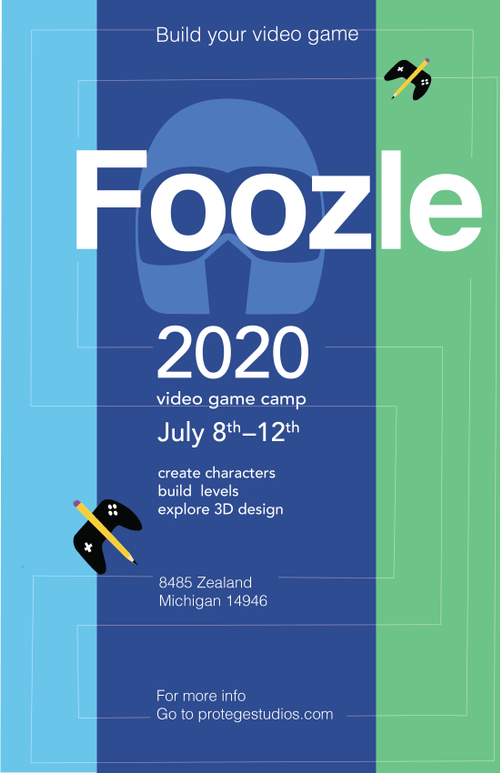 Build your video game
Foozle
2020
video game camp
July 8th–12th
create characters
build levels
explore 3D design
8485 Zealand
Michigan 14946
For more info
Go to protegestudios.com